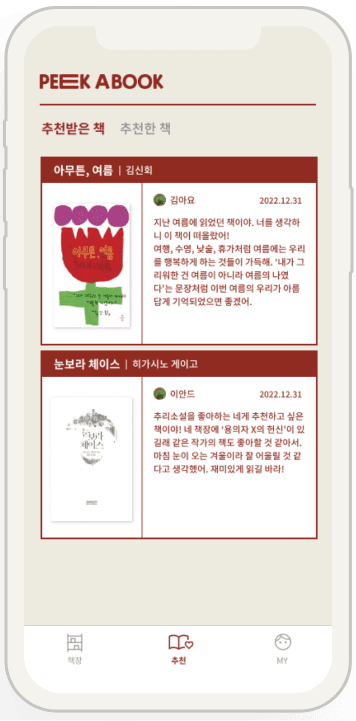 PEEK A BOOK
추천받은 책 추천한 책
아무튼, 여름 | 김신회
김아요 2022.12.31
지난 여름에 읽었던 책이야. 너를 생각하
니 이 책이 떠올랐어!
여행, 수영, 낮술, 휴가처럼 여름에는 우리
를 행복하게 하는 것들이 가득해. '내가 그
리워한 건 여름이 아니라 여름의 나였
다'는 문장처럼 이번 여름의 우리가 아름
답게 기억되었으면 좋겠어.
아무튼, 여름
눈보라 체이스 | 히가시노 게이고
이안드 2022.12.31
추리소설을 좋아하는 네게 추천하고 싶은
책이야! 네 책장에 '용의자 X의 헌신'이 있
길래 같은 작가의 책도 좋아할 것 같아서.
마침 눈이 오는 겨울이라 잘 어울릴 것 같
다고 생각했어. 재미있게 읽길 바라!
눈보라
체이스
책장 추천 MY